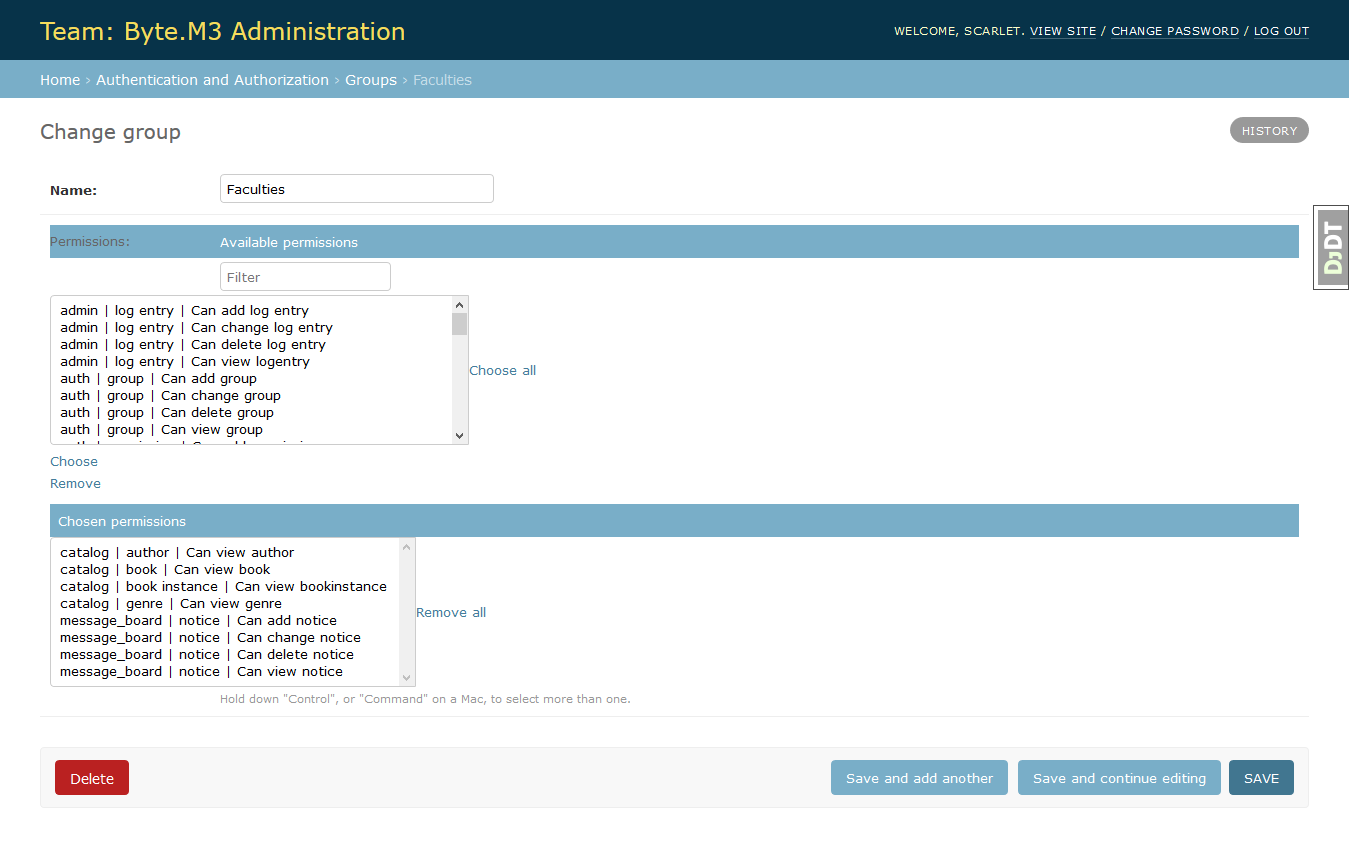 Team: Byte.M3 Administration
WELCOME, SCARLET. VIEW SITE / CHANGE PASSWORD / LOG OUT
Home › Authentication and Authorization › Groups › Faculties
Change group
HISTORY
Name: Faculties
DJDT
Permissions: Available permissions
Filter
admin | log entry | Can add log entry
admin | log entry | Can change log entry
admin | log entry | Can delete log entry
admin | log entry | Can view logentry
auth | group | Can add group
auth | group | Can change group
auth | group | Can delete group
auth | group | Can view group
Choose all
Choose
Remove
Chosen permissions
catalog | author | Can view author
catalog | book | Can view book
catalog | book instance | Can view bookinstance
catalog | genre | Can view genre
message_board | notice | Can add notice
message_board | notice | Can change notice
message_board | notice | Can delete notice
message_board | notice | Can view notice
Remove all
Hold down "Control", or "Command" on a Mac, to select more than one.
Delete
Save and add another
Save and continue editing
SAVE